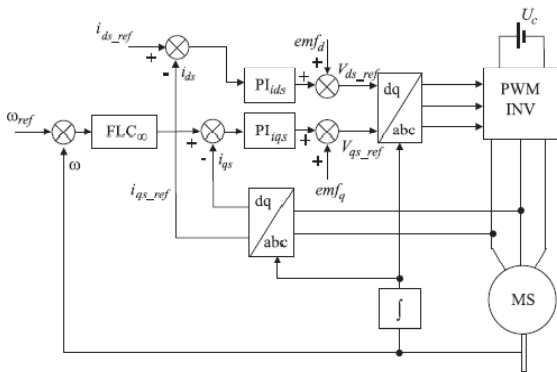 U_c
i_ds_ref
emf_d
+
-
i_ds
PI_ids
+
+
V_ds_ref
dq
abc
PWM
INV
ω_ref
FLC_∞
+
-
i_qs
PI_iqs
+
+
V_qs_ref
ω
emf_q
i_qs_ref
dq
abc
∫
MS